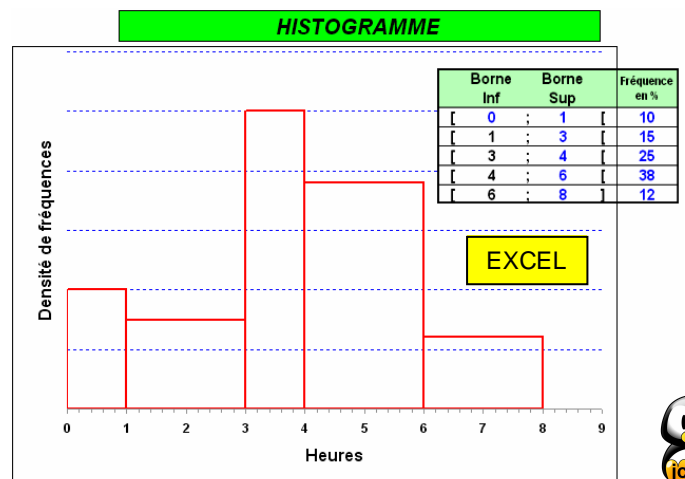 HISTOGRAMME
Borne Borne Fréquence
Inf Sup en %
[ 0 ; 1 [ 10
[ 1 ; 3 [ 15
[ 3 ; 4 [ 25
[ 4 ; 6 [ 38
[ 6 ; 8 ] 12
Densité de fréquences
EXCEL
0 1 2 3 4 5 6 7 8 9
Heures